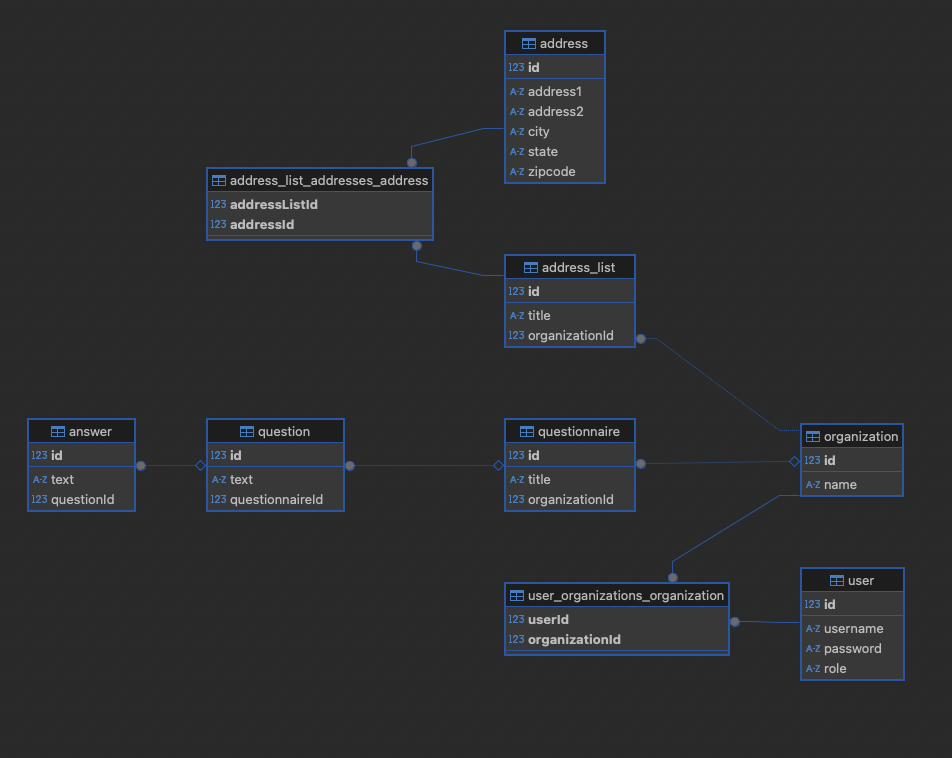 address
123 id
A-Z address1
A-Z address2
A-Z city
A-Z state
A-Z zipcode
address_list_addresses_address
123 addressListId
123 addressId
address_list
123 id
A-Z title
123 organizationId
answer
123 id
A-Z text
123 questionId
question
123 id
A-Z text
123 questionnaireId
questionnaire
123 id
A-Z title
123 organizationId
organization
123 id
A-Z name
user_organizations_organization
123 userId
123 organizationId
user
123 id
A-Z username
A-Z password
A-Z role